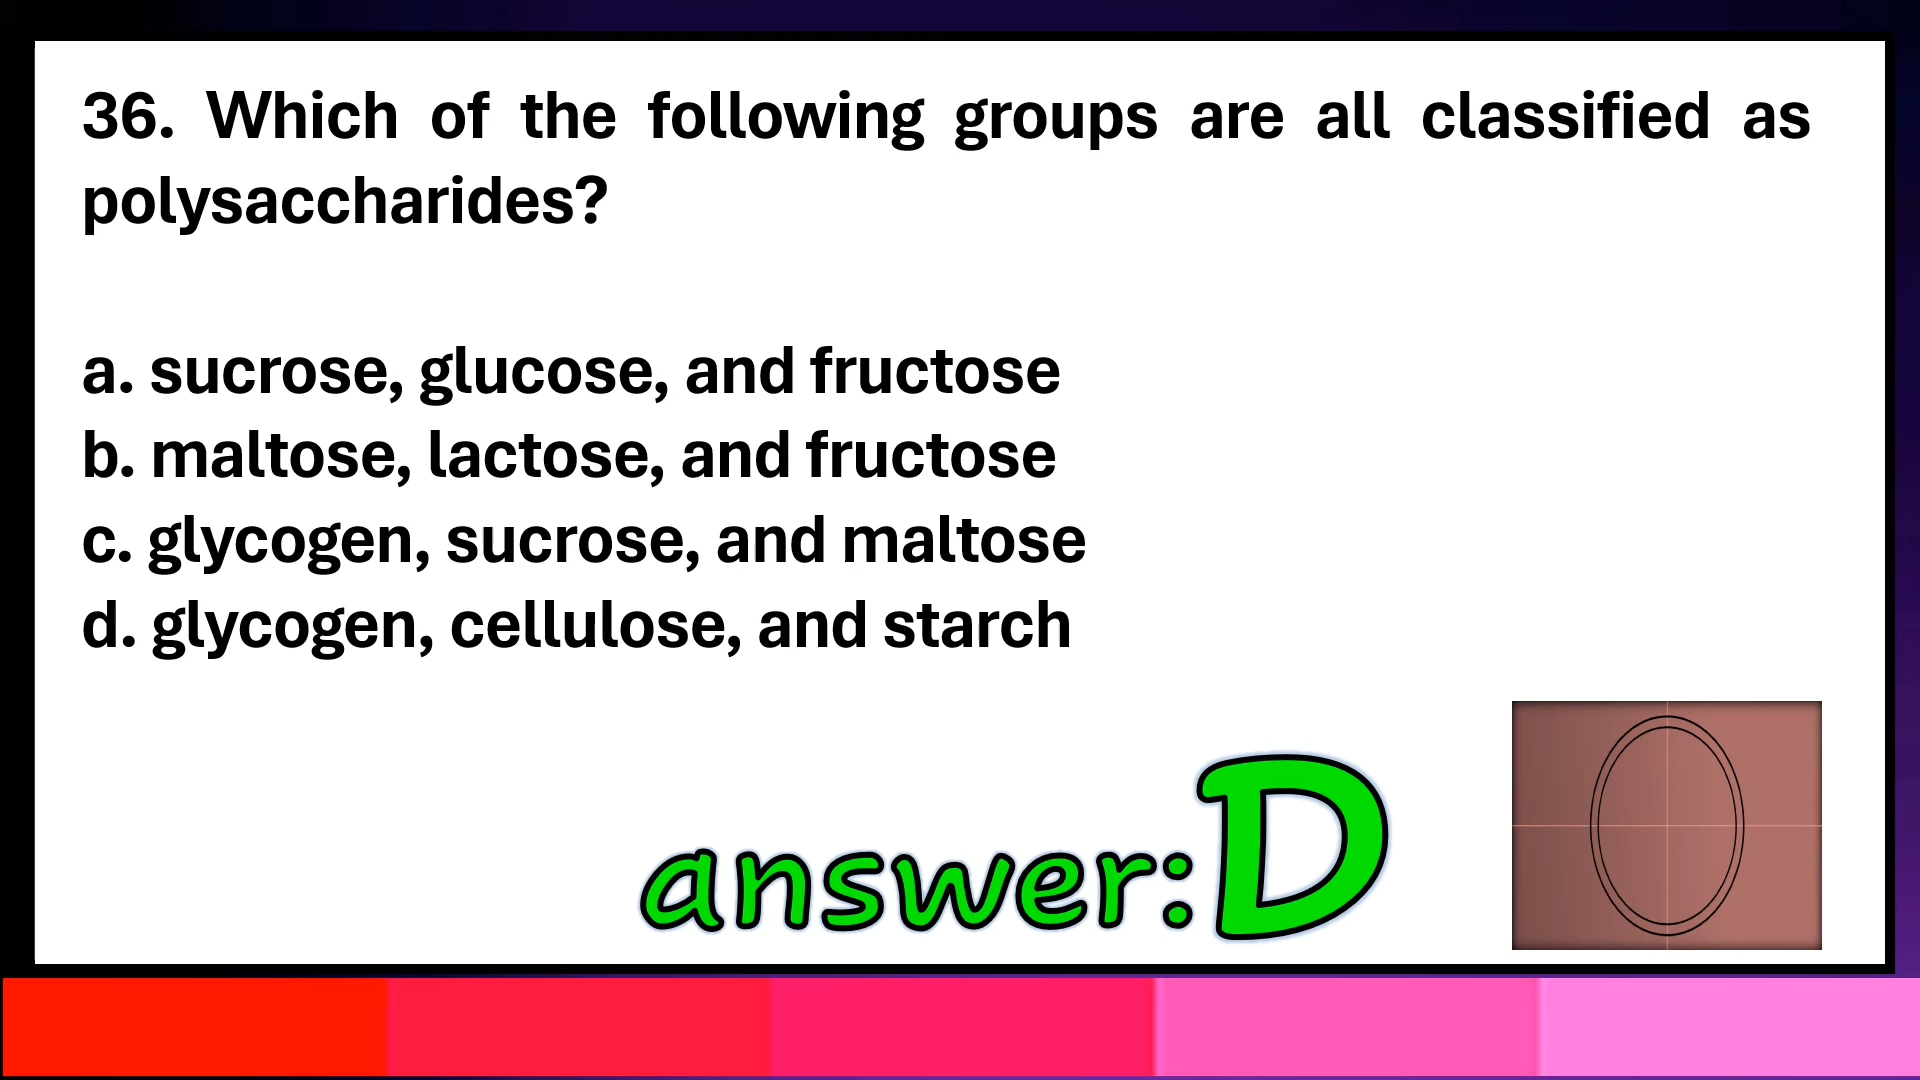 36. Which of the following groups are all classified as
polysaccharides?
a. sucrose, glucose, and fructose
b. maltose, lactose, and fructose
c. glycogen, sucrose, and maltose
d. glycogen, cellulose, and starch
answer: D